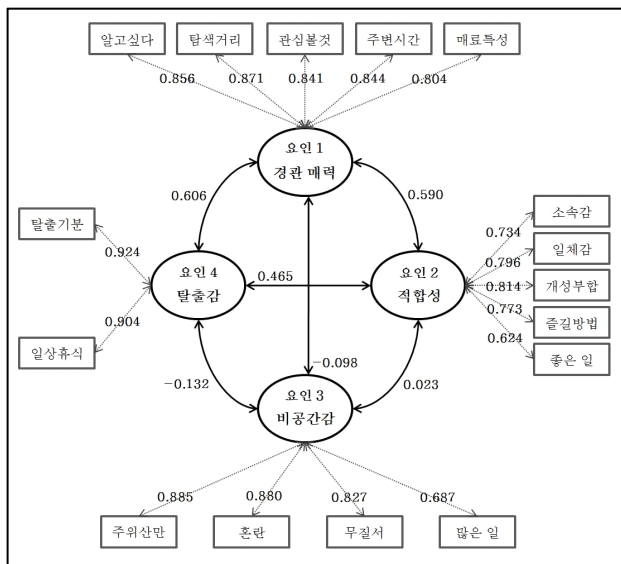 알고싶다
탐색거리
관심볼것
주변시간
매료특성
0.856
0.871
0.841
0.844
0.804
요인 1
경관 매력
0.606
0.590
탈출기분
0.924
요인 4
탈출감
0.904
일상휴식
0.465
요인 2
적합성
소속감
0.734
일체감
0.796
개성부합
0.814
즐길방법
0.773
좋은 일
0.624
-0.132
-0.098
0.023
요인 3
비공간감
0.885
0.880
0.827
0.687
주위산만
혼란
무질서
많은 일